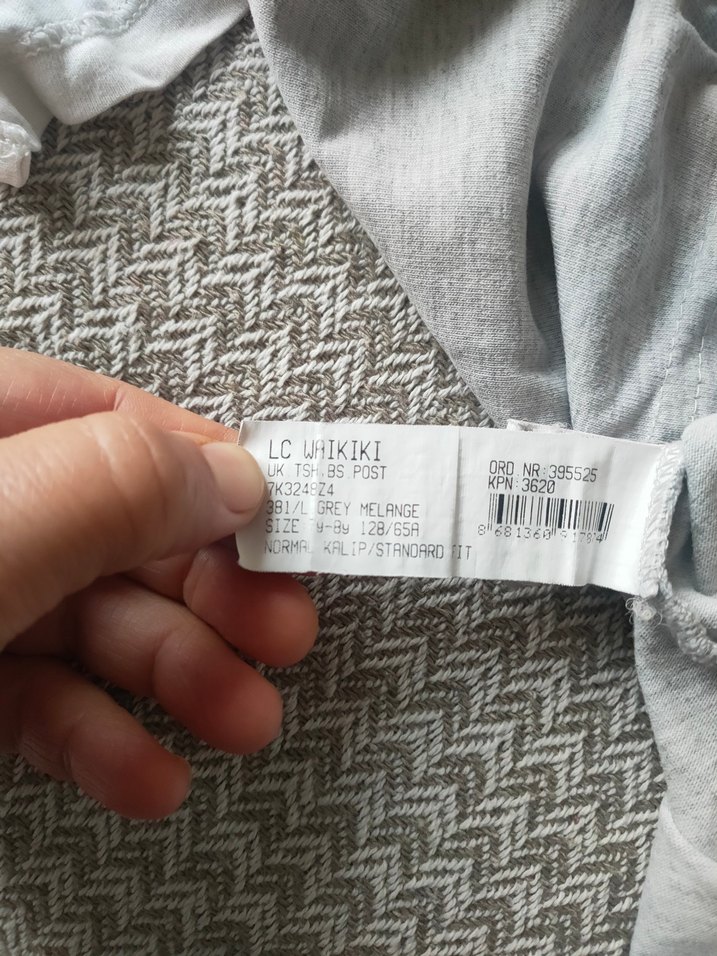 LC WAIKIKI
UK TSH.BS POST
7K3248Z4
381/L GREY MELANGE
SIZE 7y-8y 128/65A
NORMAL KALIP/STANDARD FIT
ORD NR:395525
KPN:3620